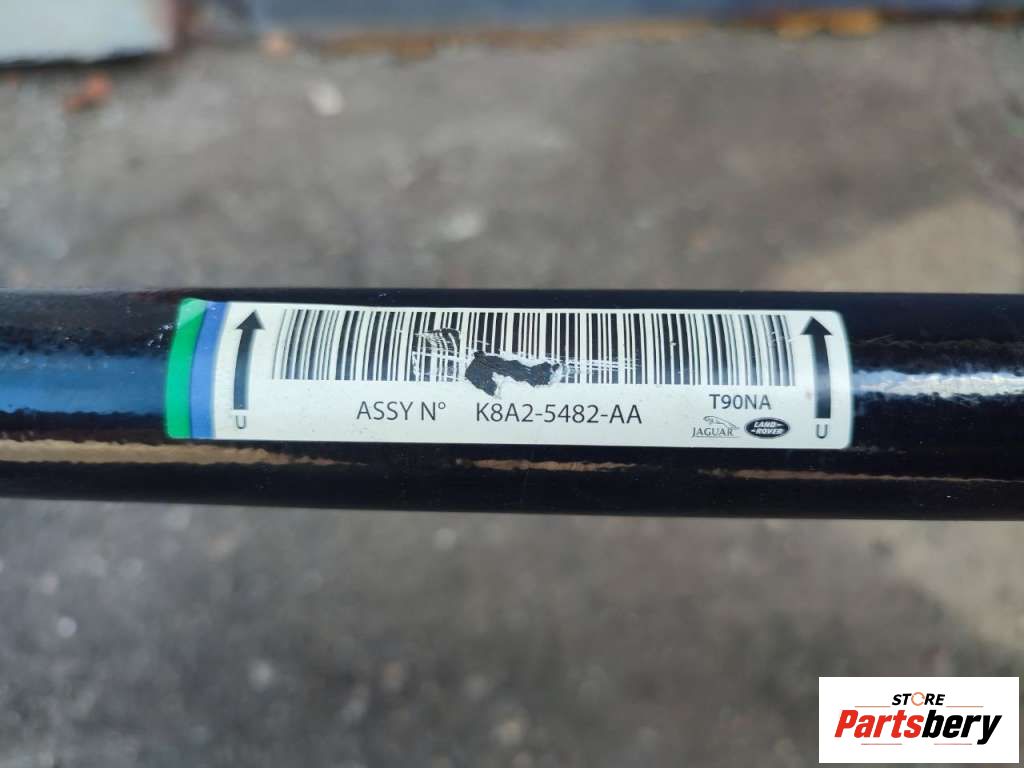 ASSY N° K8A2-5482-AA
T90NA
JAGUAR
LAND-
-ROVER
U
U
STORE
Partsbery